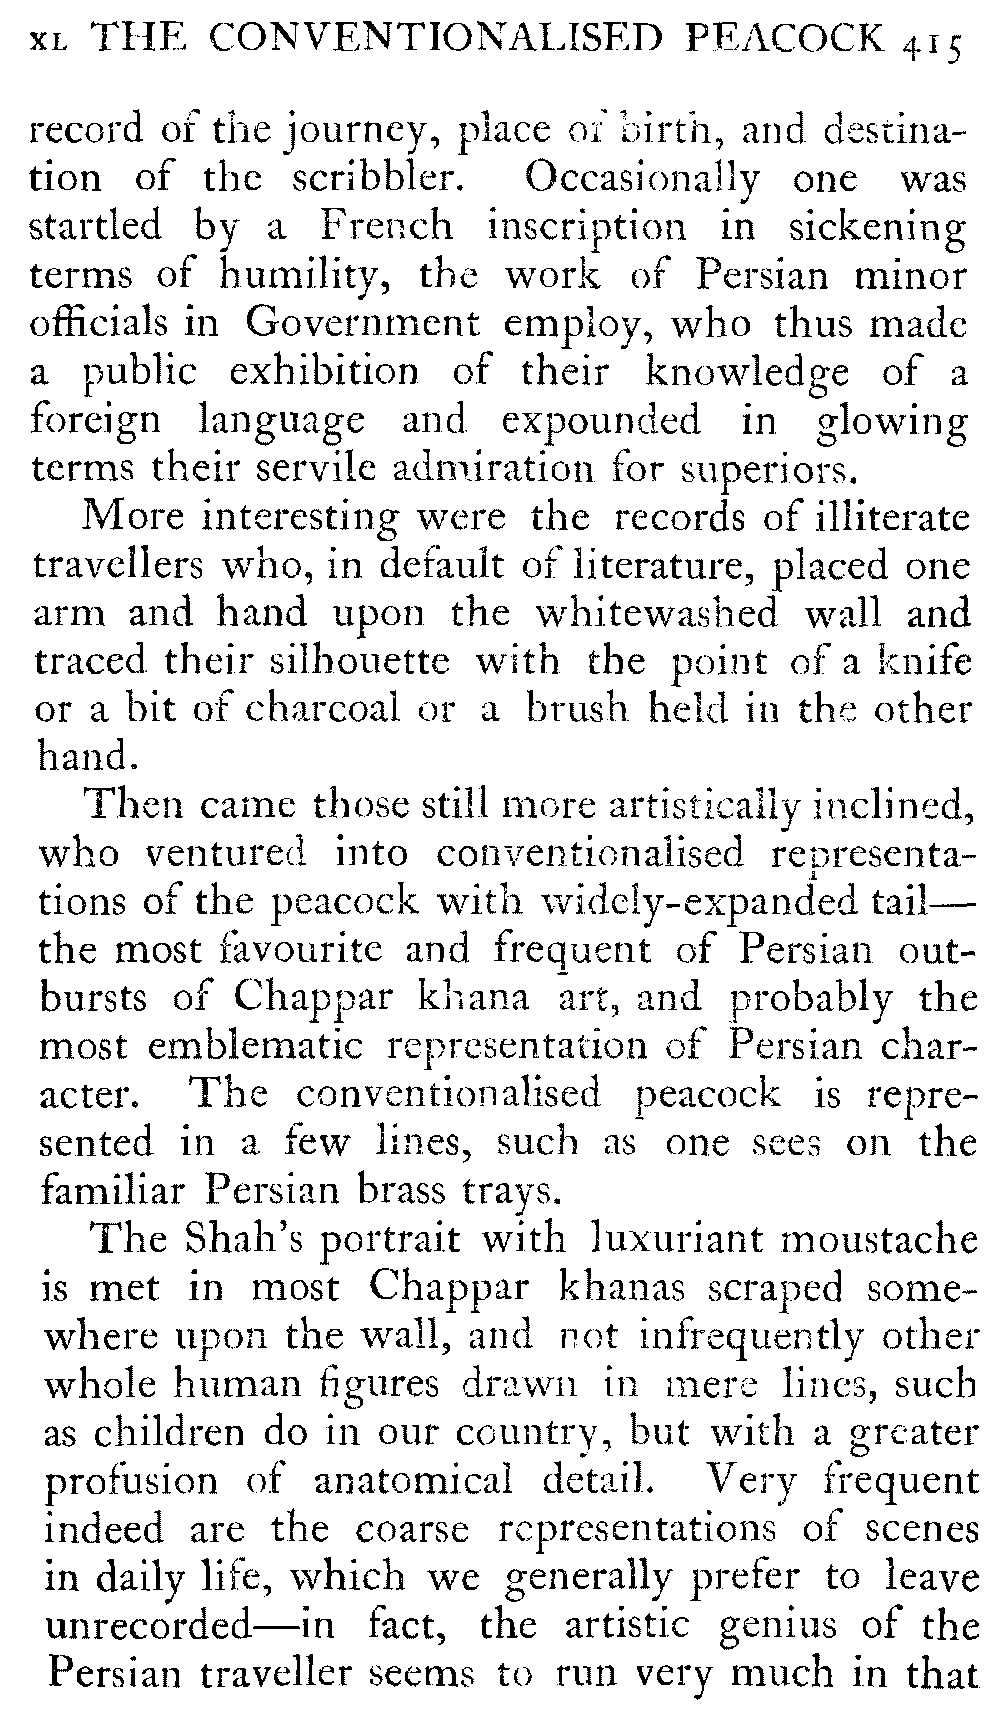 XL THE CONVENTIONALISED PEACOCK 415
record of the journey, place of birth, and destina-
tion of the scribbler. Occasionally one was
startled by a French inscription in sickening
terms of humility, the work of Persian minor
officials in Government employ, who thus made
a public exhibition of their knowledge of a
foreign language and expounded in glowing
terms their servile admiration for superiors.
More interesting were the records of illiterate
travellers who, in default of literature, placed one
arm and hand upon the whitewashed wall and
traced their silhouette with the point of a knife
or a bit of charcoal or a brush held in the other
hand.
Then came those still more artistically inclined,
who ventured into conventionalised representa-
tions of the peacock with widely-expanded tail—
the most favourite and frequent of Persian out-
bursts of Chappar khana art, and probably the
most emblematic representation of Persian char-
acter. The conventionalised peacock is repre-
sented in a few lines, such as one sees on the
familiar Persian brass trays.
The Shah's portrait with luxuriant moustache
is met in most Chappar khanas scraped some-
where upon the wall, and not infrequently other
whole human figures drawn in mere lines, such
as children do in our country, but with a greater
profusion of anatomical detail. Very frequent
indeed are the coarse representations of scenes
in daily life, which we generally prefer to leave
unrecorded—in fact, the artistic genius of the
Persian traveller seems to run very much in that